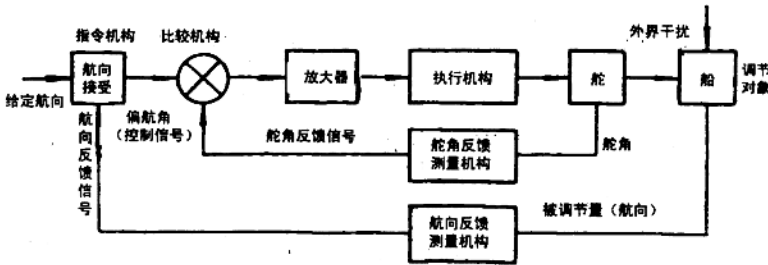 外界干扰
指令机构
比较机构
航向
接受
放大器
执行机构
舵
船
调节
对象
给定航向
偏航角
(控制信号)
航向反馈信号
舵角反馈信号
舵角反馈
测量机构
舵角
被调节量(航向)
航向反馈
测量机构